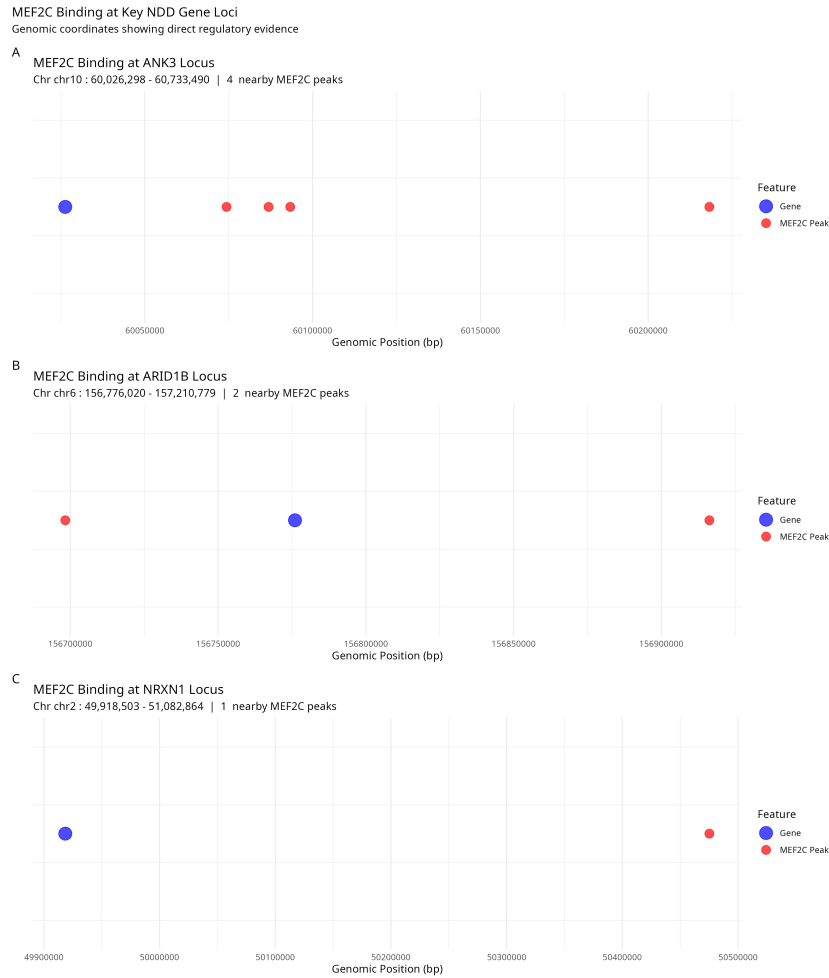 MEF2C Binding at Key NDD Gene Loci
Genomic coordinates showing direct regulatory evidence
A
MEF2C Binding at ANK3 Locus
Chr chr10 : 60,026,298 - 60,733,490 | 4 nearby MEF2C peaks
Feature
Gene
MEF2C Peak
60050000 60100000 60150000 60200000
Genomic Position (bp)
B
MEF2C Binding at ARID1B Locus
Chr chr6 : 156,776,020 - 157,210,779 | 2 nearby MEF2C peaks
Feature
Gene
MEF2C Peak
156700000 156750000 156800000 156850000 156900000
Genomic Position (bp)
C
MEF2C Binding at NRXN1 Locus
Chr chr2 : 49,918,503 - 51,082,864 | 1 nearby MEF2C peaks
Feature
Gene
MEF2C Peak
49900000 50000000 50100000 50200000 50300000 50400000 50500000
Genomic Position (bp)